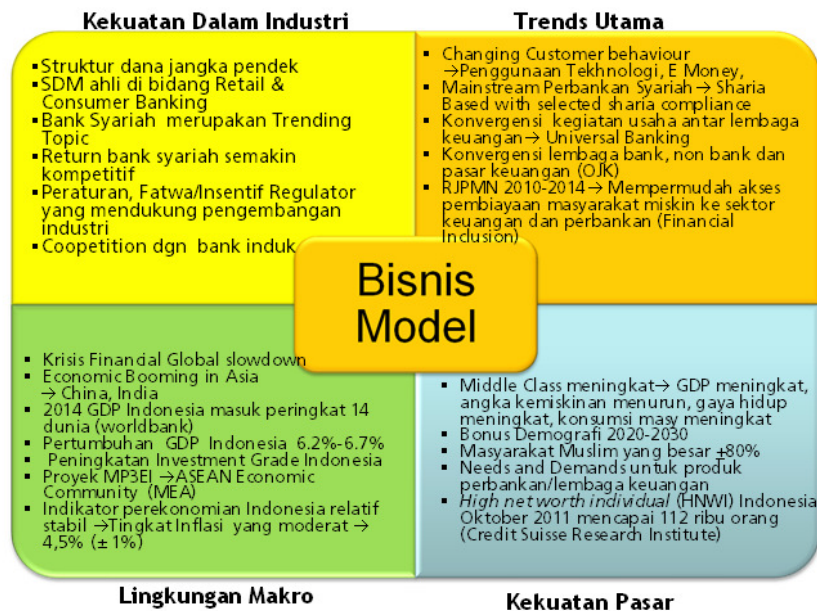 Kekuatan Dalam Industri
▪Struktur dana jangka pendek
▪SDM ahli di bidang Retail &
Consumer Banking
▪Bank Syariah merupakan Trending
Topic
▪Return bank syariah semakin
kompetitif
▪Peraturan, Fatwa/Insentif Regulator
yang mendukung pengembangan
industri
▪Coopetition dgn bank induk
Trends Utama
▪ Changing Customer behaviour
→Penggunaan Tekhnologi, E Money,
▪ Mainstream Perbankan Syariah→ Sharia
Based with selected sharia compliance
▪ Konvergensi kegiatan usaha antar lembaga
keuangan→ Universal Banking
▪ Konvergensi lembaga bank, non bank dan
pasar keuangan (OJK)
▪ RJPMN 2010-2014→ Mempermudah akses
pembiayaan masyarakat miskin ke sektor
keuangan dan perbankan (Financial
Inclusion)
Bisnis
Model
▪ Krisis Financial Global slowdown
▪ Economic Booming in Asia
→ China, India
▪ 2014 GDP Indonesia masuk peringkat 14
dunia (worldbank)
▪ Pertumbuhan GDP Indonesia 6.2%-6.7%
▪ Peningkatan Investment Grade Indonesia
▪ Proyek MP3EI →ASEAN Economic
Community (MEA)
▪ Indikator perekonomian Indonesia relatif
stabil →Tingkat Inflasi yang moderat →
4,5% (± 1%)
Lingkungan Makro
▪ Middle Class meningkat→ GDP meningkat,
angka kemiskinan menurun, gaya hidup
meningkat, konsumsi masy meningkat
▪ Bonus Demografi 2020-2030
▪ Masyarakat Muslim yang besar ±80%
▪ Needs and Demands untuk produk
perbankan/lembaga keuangan
▪ High net worth individual (HNWI) Indonesia
Oktober 2011 mencapai 112 ribu orang
(Credit Suisse Research Institute)
Kekuatan Pasar